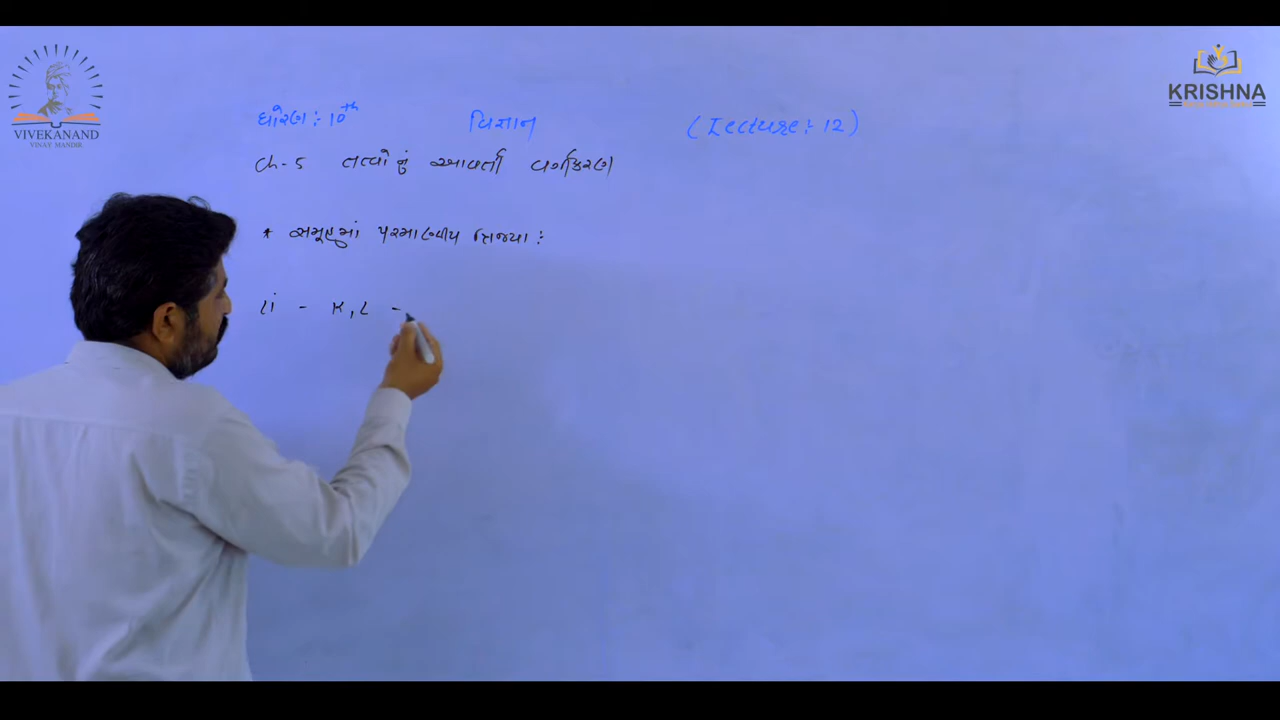 VIVEKANAND
VINAY MANDIR
KRISHNA
ધોરણ : 10th વિજ્ઞાન (Lecture : 12)
Ch-5 તત્વોનું આવર્તી વર્ગીકરણ
* સમૂહમાં પરમાણ્વીય ત્રિજ્યા :
Li - K, L -